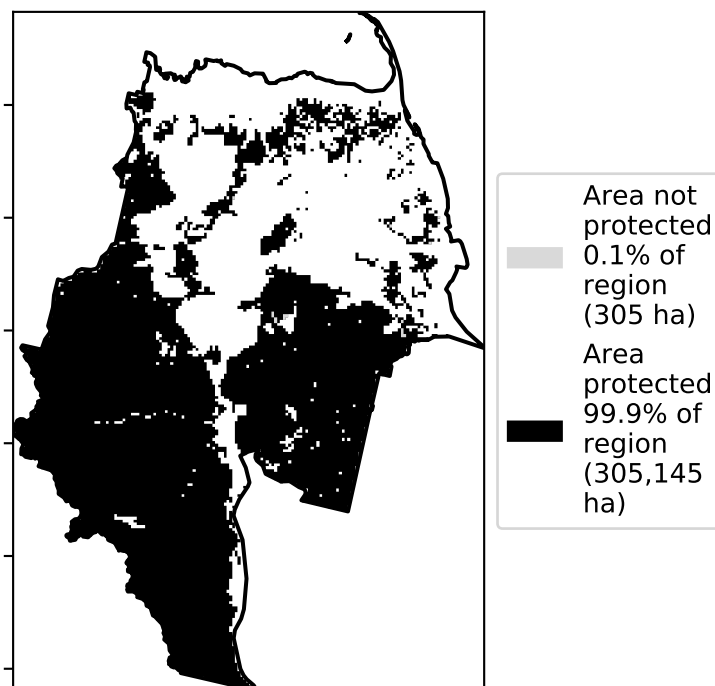 Area not
protected
0.1% of
region
(305 ha)
Area
protected
99.9% of
region
(305,145
ha)